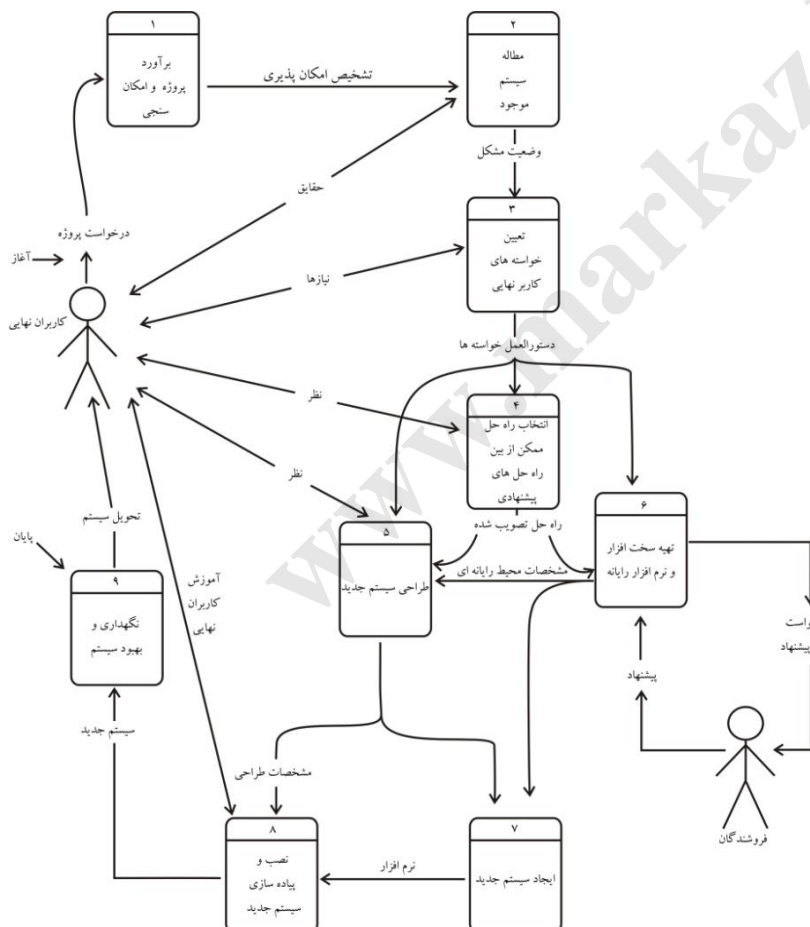 ۱
برآورد
پروژه و امکان
سنجی
تشخیص امکان پذیری
۲
مطاله
سیستم
موجود
وضعیت مشکل
حقایق
۳
تعیین
خواسته های
کاربر نهایی
نیازها
درخواست پروژه
آغاز
کاربران نهایی
دستورالعمل خواسته ها
۴
انتخاب راه حل
ممکن از بین
راه حل های
پیشنهادی
نظر
نظر
راه حل تصویب شده
۵
طراحی سیستم جدید
مشخصات محیط رایانه ای
۶
تهیه سخت افزار
و نرم افزار رایانه
واست
پیشنهاد
پیشنهاد
فروشندگان
تحویل سیستم
پایان
۹
نگهداری و
بهبود سیستم
آموزش
کاربران
نهایی
سیستم جدید
مشخصات طراحی
۸
نصب و
پیاده سازی
سیستم جدید
نرم افزار
۷
ایجاد سیستم جدید
www.markaz